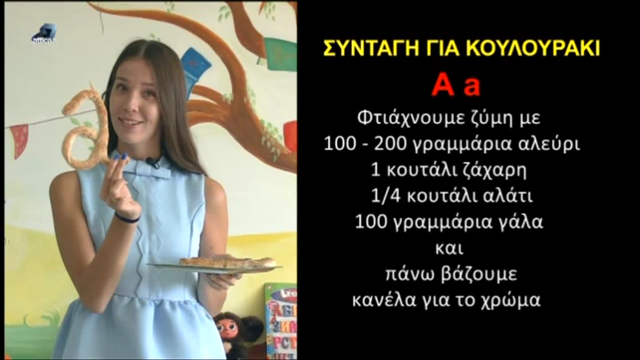 ΣΥΝΤΑΓΗ ΓΙΑ ΚΟΥΛΟΥΡΑΚΙ
Α a
Φτιάχνουμε ζύμη με
100 - 200 γραμμάρια αλεύρι
1 κουτάλι ζάχαρη
1/4 κουτάλι αλάτι
100 γραμμάρια γάλα
και
πάνω βάζουμε
κανέλα για το χρώμα